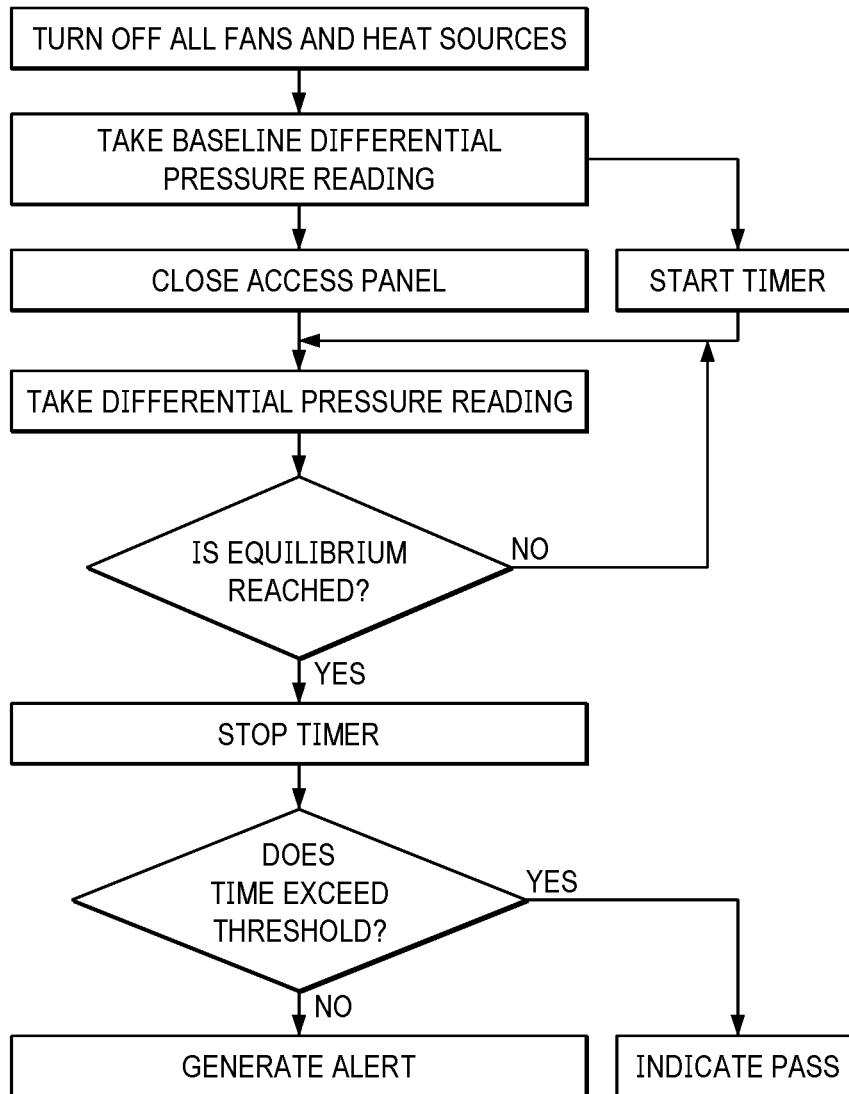 TURN OFF ALL FANS AND HEAT SOURCES
TAKE BASELINE DIFFERENTIAL
PRESSURE READING
CLOSE ACCESS PANEL
START TIMER
TAKE DIFFERENTIAL PRESSURE READING
IS EQUILIBRIUM
REACHED?
NO
YES
STOP TIMER
DOES
TIME EXCEED
THRESHOLD?
YES
NO
GENERATE ALERT
INDICATE PASS